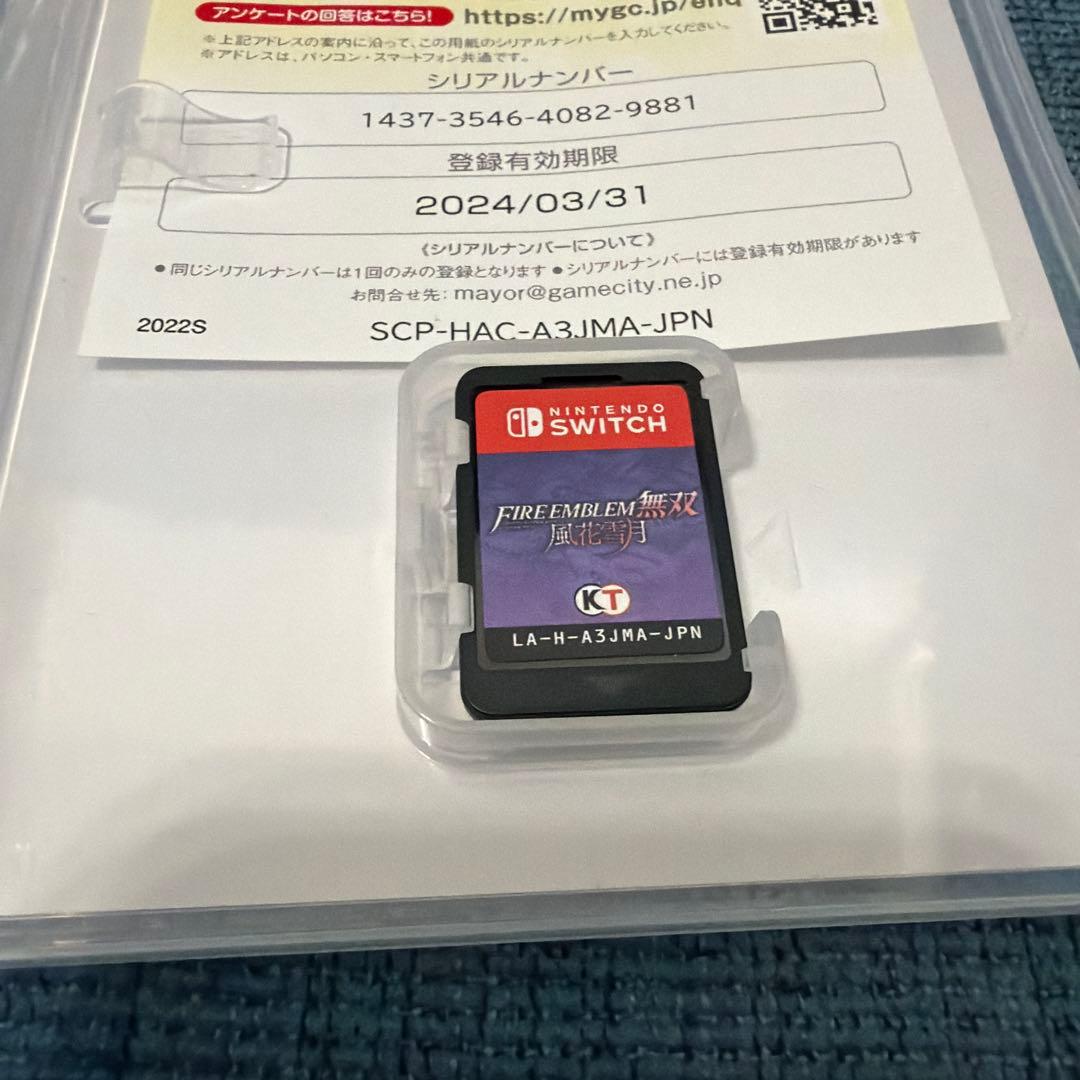 アンケートの回答はこちら!
https://mygc.jp/enq
※上記アドレスの案内に沿って、この用紙のシリアルナンバーを入力してください。
※アドレスは、パソコン・スマートフォン共通です。
シリアルナンバー
1437-3546-4082-9881
登録有効期限
2024/03/31
《シリアルナンバーについて》
●同じシリアルナンバーは1回のみの登録となります ●シリアルナンバーには登録有効期限があります
お問合せ先: mayor@gamecity.ne.jp
2022S
SCP-HAC-A3JMA-JPN
NINTENDO
SWITCH
FIRE EMBLEM 無双
風花雪月
KT
LA-H-A3JMA-JPN